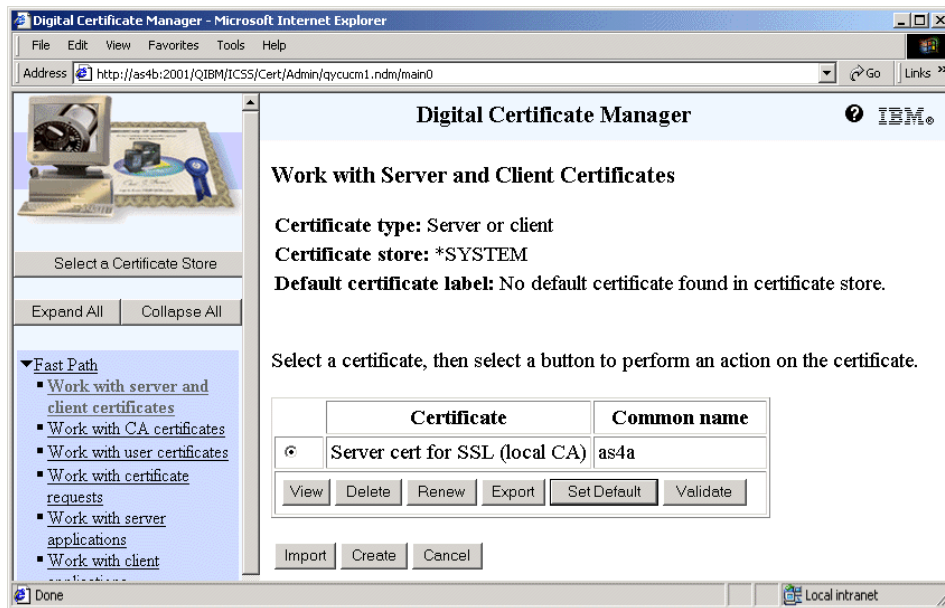 Digital Certificate Manager - Microsoft Internet Explorer
File Edit View Favorites Tools Help
Address http://as4b:2001/QIBM/ICSS/Cert/Admin/qycucm1.ndm/main0 Go Links »
Select a Certificate Store
Expand All Collapse All
Fast Path
Work with server and
client certificates
Work with CA certificates
Work with user certificates
Work with certificate
requests
Work with server
applications
Work with client
Digital Certificate Manager
? IBM®
Work with Server and Client Certificates
Certificate type: Server or client
Certificate store: *SYSTEM
Default certificate label: No default certificate found in certificate store.
Select a certificate, then select a button to perform an action on the certificate.
Certificate Common name
Server cert for SSL (local CA) as4a
View Delete Renew Export Set Default Validate
Import Create Cancel
Done Local intranet